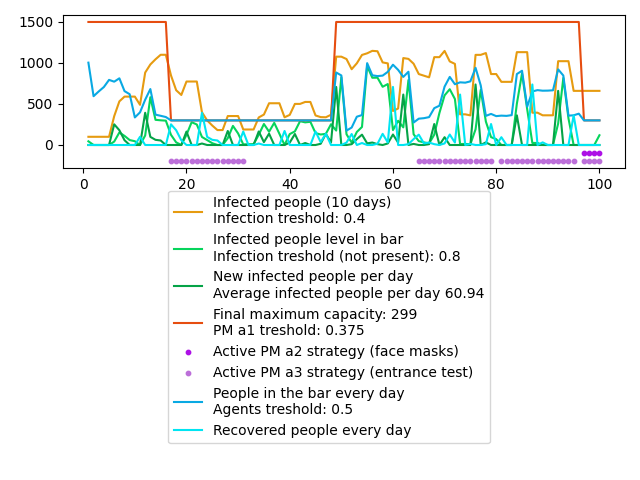 1500
1000
500
0
0 20 40 60 80 100
Infected people (10 days)
Infection treshold: 0.4
Infected people level in bar
Infection treshold (not present): 0.8
New infected people per day
Average infected people per day 60.94
Final maximum capacity: 299
PM a1 treshold: 0.375
Active PM a2 strategy (face masks)
Active PM a3 strategy (entrance test)
People in the bar every day
Agents treshold: 0.5
Recovered people every day